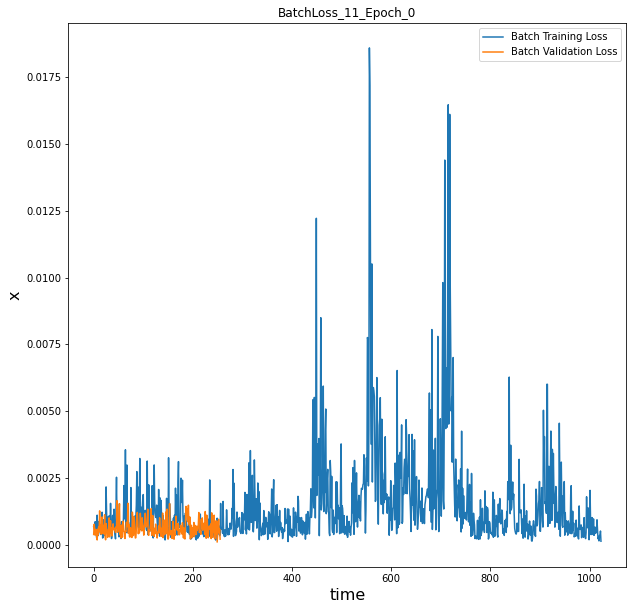 BatchLoss_11_Epoch_0
Batch Training Loss
Batch Validation Loss
0.0175
0.0150
0.0125
0.0100
0.0075
0.0050
0.0025
0.0000
x
0 200 400 600 800 1000
time